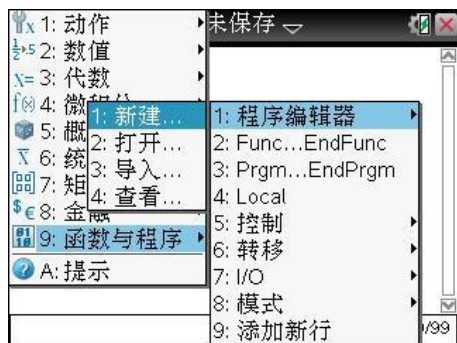 1: 动作
2: 数值
3: 代数
4: 微
5: 概
6: 统
7: 矩
8: 金融
9: 函数与程序
A: 提示
1: 新建...
2: 打开...
3: 导入...
4: 查看...
未保存
1: 程序编辑器
2: Func...EndFunc
3: Prgm...EndPrgm
4: Local
5: 控制
6: 转移
7: I/O
8: 模式
9: 添加新行
/99